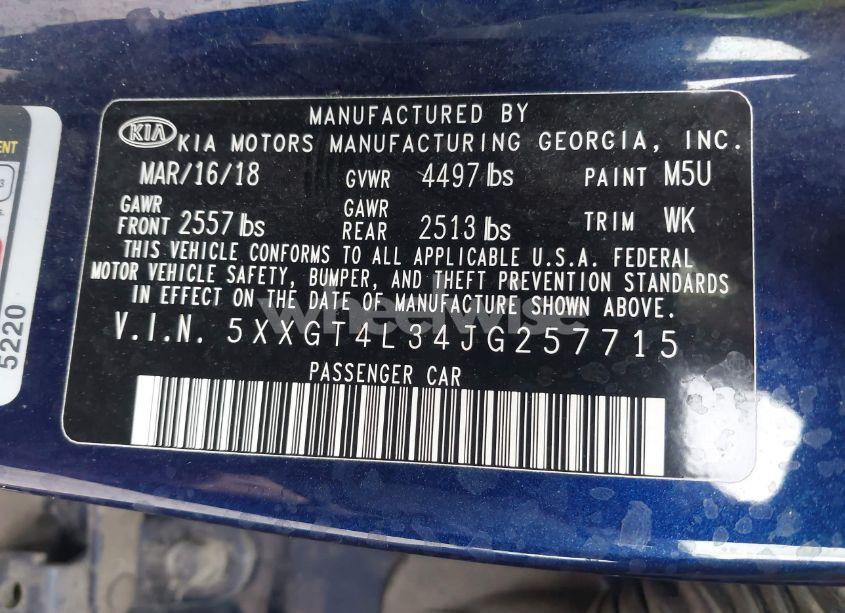 MANUFACTURED BY
KIA KIA MOTORS MANUFACTURING GEORGIA, INC.
MAR/16/18 GVWR 4497 lbs PAINT M5U
GAWR FRONT 2557 lbs GAWR REAR 2513 lbs TRIM WK
THIS VEHICLE CONFORMS TO ALL APPLICABLE U.S.A. FEDERAL
MOTOR VEHICLE SAFETY, BUMPER, AND THEFT PREVENTION STANDARDS
IN EFFECT ON THE DATE OF MANUFACTURE SHOWN ABOVE.
wheelwise
V.I.N. 5XXGT4L34JG257715
PASSENGER CAR
5220